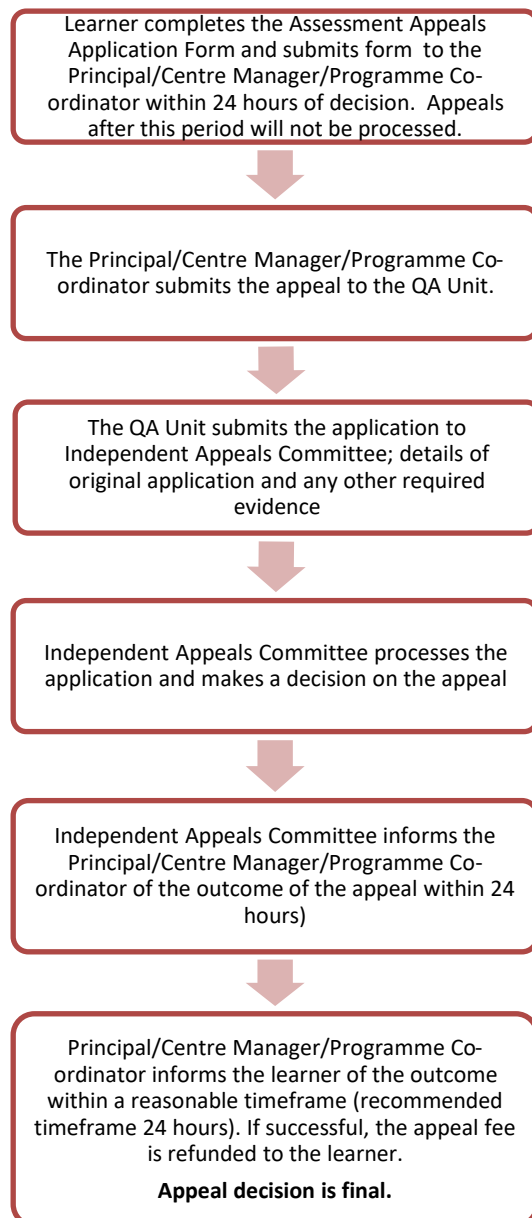 Learner completes the Assessment Appeals
Application Form and submits form  to the
Principal/Centre Manager/Programme Co-
ordinator within 24 hours of decision.  Appeals
after this period will not be processed.
The Principal/Centre Manager/Programme Co-
ordinator submits the appeal to the QA Unit.
The QA Unit submits the application to
Independent Appeals Committee; details of
original application and any other required
evidence
Independent Appeals Committee processes the
application and makes a decision on the appeal
Independent Appeals Committee informs the
Principal/Centre Manager/Programme Co-
ordinator of the outcome of the appeal within 24
hours)
Principal/Centre Manager/Programme Co-
ordinator informs the learner of the outcome
within a reasonable timeframe (recommended
timeframe 24 hours). If successful, the appeal fee
is refunded to the learner.
Appeal decision is final.